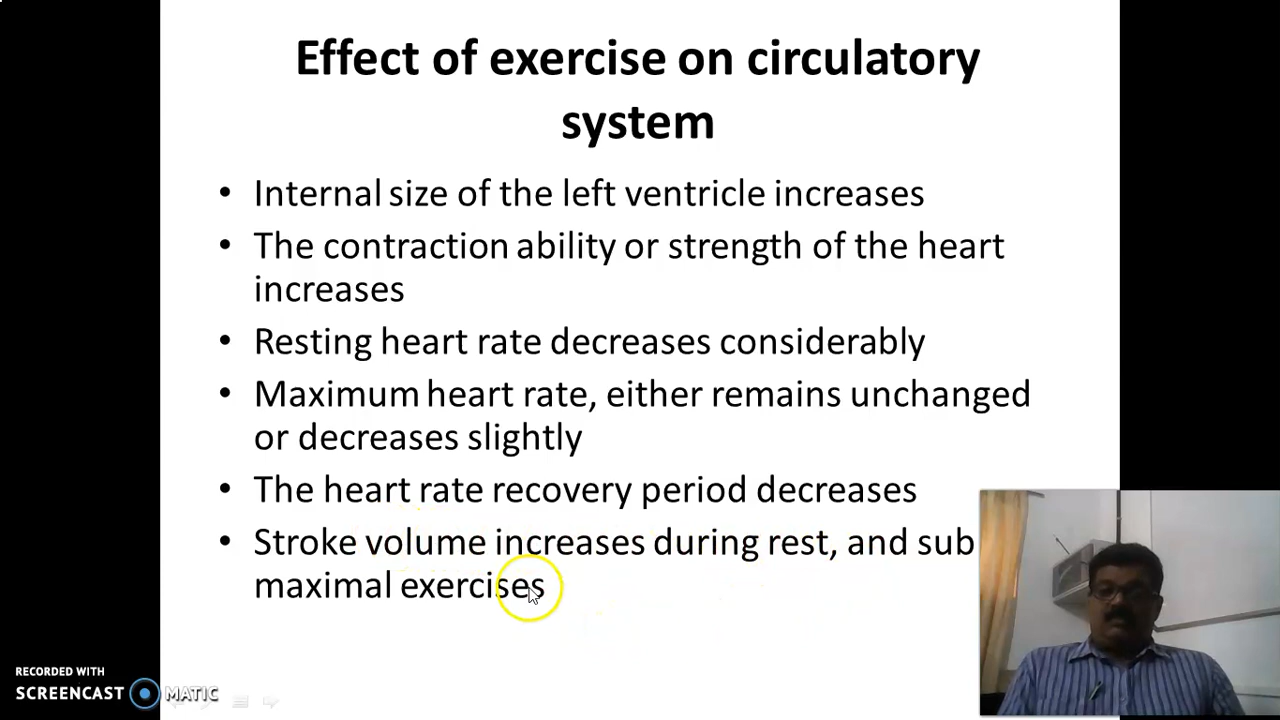 Effect of exercise on circulatory
system
• Internal size of the left ventricle increases
• The contraction ability or strength of the heart
increases
• Resting heart rate decreases considerably
• Maximum heart rate, either remains unchanged
or decreases slightly
• The heart rate recovery period decreases
• Stroke volume increases during rest, and sub
maximal exercises
RECORDED WITH
SCREENCAST MATIC